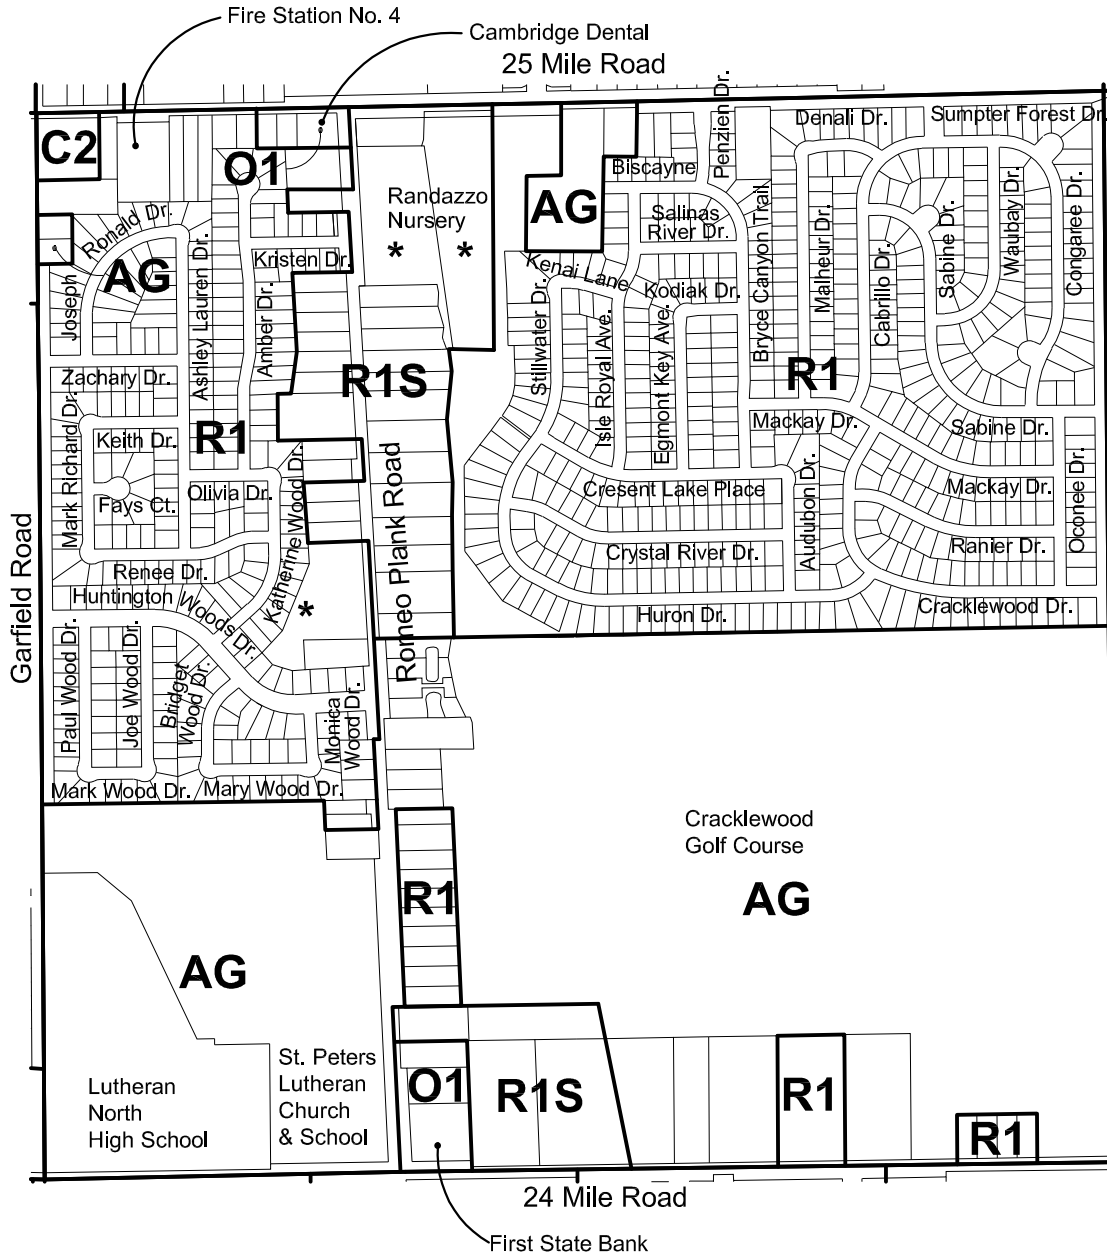 Fire Station No. 4
Cambridge Dental
25 Mile Road
C2
O1
Randazzo
Nursery
*
*
AG
Biscayne
Penzien Dr.
Denali Dr.
Sumpter Forest Dr.
Salinas
River Dr.
Ronald Dr.
AG
Joseph
Kristen Dr.
Ashley Lauren Dr.
Amber Dr.
Kenai Lane
Kodiak Dr.
Stillwater Dr.
Isle Royal Ave.
Egmont Key Ave.
Bryce Canyon Trail
Malheur Dr.
Cabrillo Dr.
Sabine Dr.
Waubay Dr.
Congaree Dr.
Zachary Dr.
R1S
R1
R1
Mark Richard Dr.
Keith Dr.
Mackay Dr.
Sabine Dr.
Fays Ct.
Olivia Dr.
Katherine Wood Dr.
Romeo Plank Road
Cresent Lake Place
Audubon Dr.
Mackay Dr.
Oconee Dr.
Garfield Road
Renee Dr.
Crystal River Dr.
Ranier Dr.
Huntington
Woods Dr.
*
Huron Dr.
Cracklewood Dr.
Paul Wood Dr.
Joe Wood Dr.
Bridget
Wood Dr.
Monica
Wood Dr.
Mark Wood Dr.
Mary Wood Dr.
Cracklewood
Golf Course
R1
AG
AG
Lutheran
North
High School
St. Peters
Lutheran
Church
& School
O1
R1S
R1
R1
24 Mile Road
First State Bank